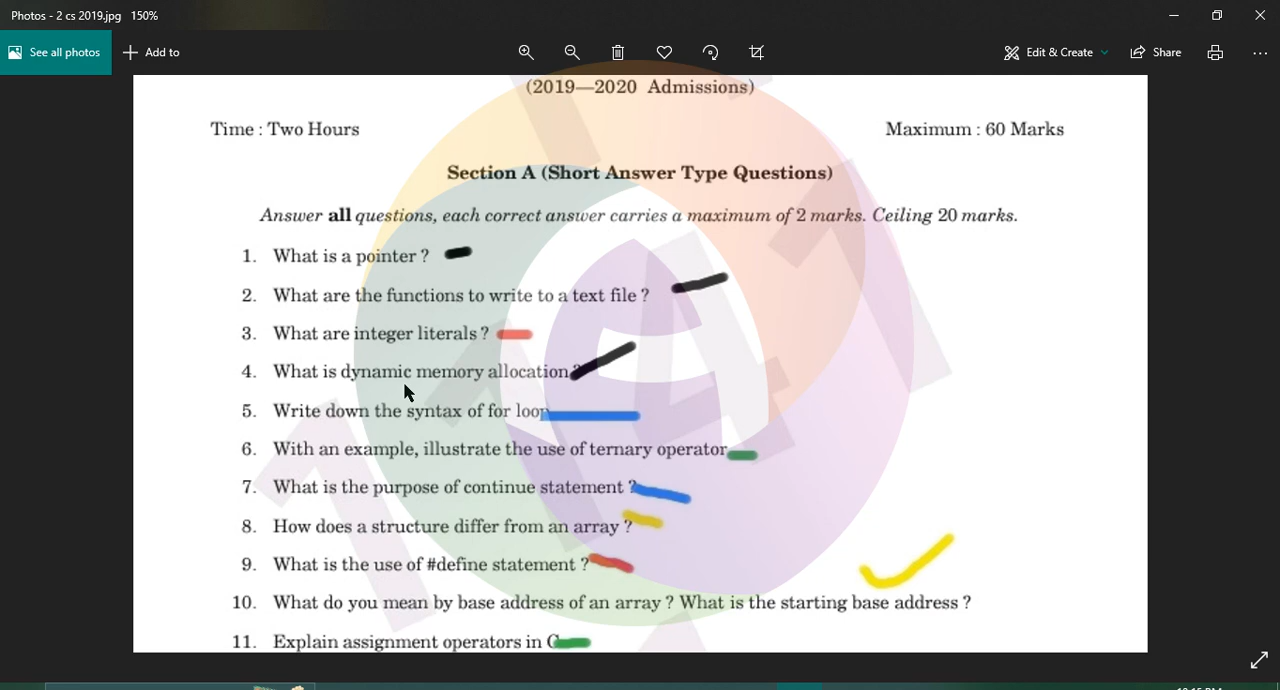 Photos - 2 cs 2019.jpg 150%
See all photos
Add to
Edit & Create
Share
(2019—2020 Admissions)
Time : Two Hours
Maximum : 60 Marks
Section A (Short Answer Type Questions)
Answer all questions, each correct answer carries a maximum of 2 marks. Ceiling 20 marks.
1. What is a pointer ?
2. What are the functions to write to a text file ?
3. What are integer literals ?
4. What is dynamic memory allocation ?
5. Write down the syntax of for loop
6. With an example, illustrate the use of ternary operator
7. What is the purpose of continue statement ?
8. How does a structure differ from an array ?
9. What is the use of #define statement ?
10. What do you mean by base address of an array ? What is the starting base address ?
11. Explain assignment operators in C